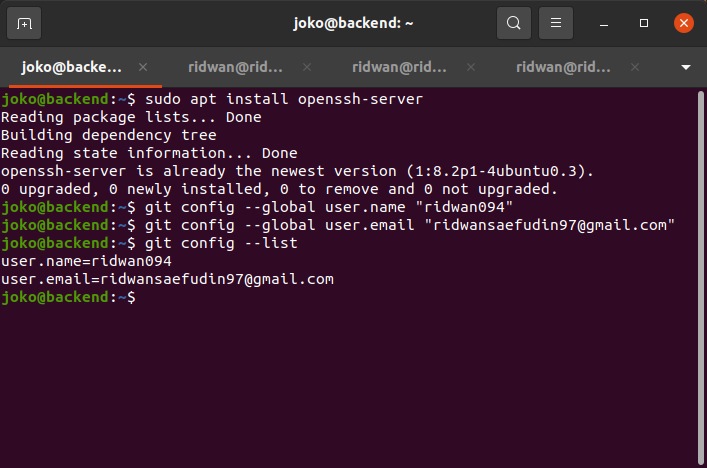 joko@backend: ~
joko@backe... ridwan@rid... ridwan@rid... ridwan@rid...
joko@backend:~$ sudo apt install openssh-server
Reading package lists... Done
Building dependency tree
Reading state information... Done
openssh-server is already the newest version (1:8.2p1-4ubuntu0.3).
0 upgraded, 0 newly installed, 0 to remove and 0 not upgraded.
joko@backend:~$ git config --global user.name "ridwan094"
joko@backend:~$ git config --global user.email "ridwansaefudin97@gmail.com"
joko@backend:~$ git config --list
user.name=ridwan094
user.email=ridwansaefudin97@gmail.com
joko@backend:~$